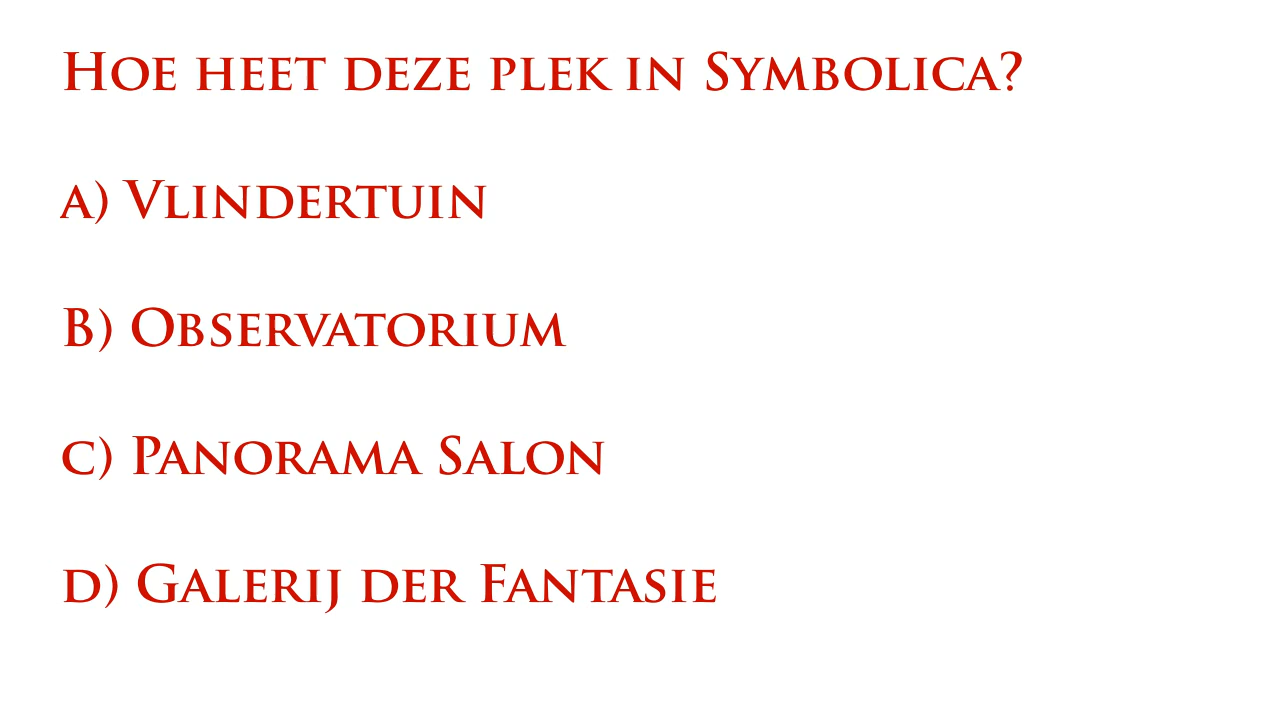 Hoe heet deze plek in Symbolica?
a) Vlindertuin
B) Observatorium
c) Panorama Salon
d) Galerij der Fantasie